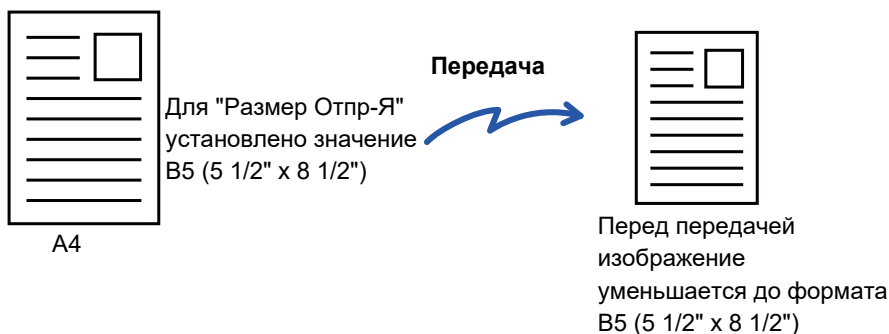 Передача
Для "Размер Отпр-Я"
установлено значение
B5 (5 1/2" x 8 1/2")
A4
Перед передачей
изображение
уменьшается до формата
B5 (5 1/2" x 8 1/2")